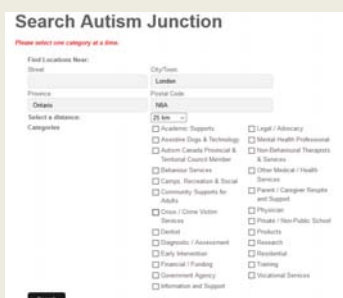 Search Autism Junction
Please select one category at a time.
Find Locations Near:
Street
City/Town
London
Province
Postal Code
Ontario
N6A
Select a distance:
25 km
Categories
Academic Supports
Assistive Dogs & Technology
Autism Canada Provincial &
Territorial Council Member
Behaviour Services
Camps, Recreation & Social
Community Supports for
Adults
Crisis / Crime Victim
Services
Dentist
Diagnostic / Assessment
Early Intervention
Financial / Funding
Government Agency
Information and Support
Legal / Advocacy
Mental Health Professional
Non-Behavioural Therapists
& Services
Other Medical / Health
Services
Parent / Caregiver Respite
and Support
Physician
Private / Non-Public School
Products
Research
Residential
Training
Vocational Services